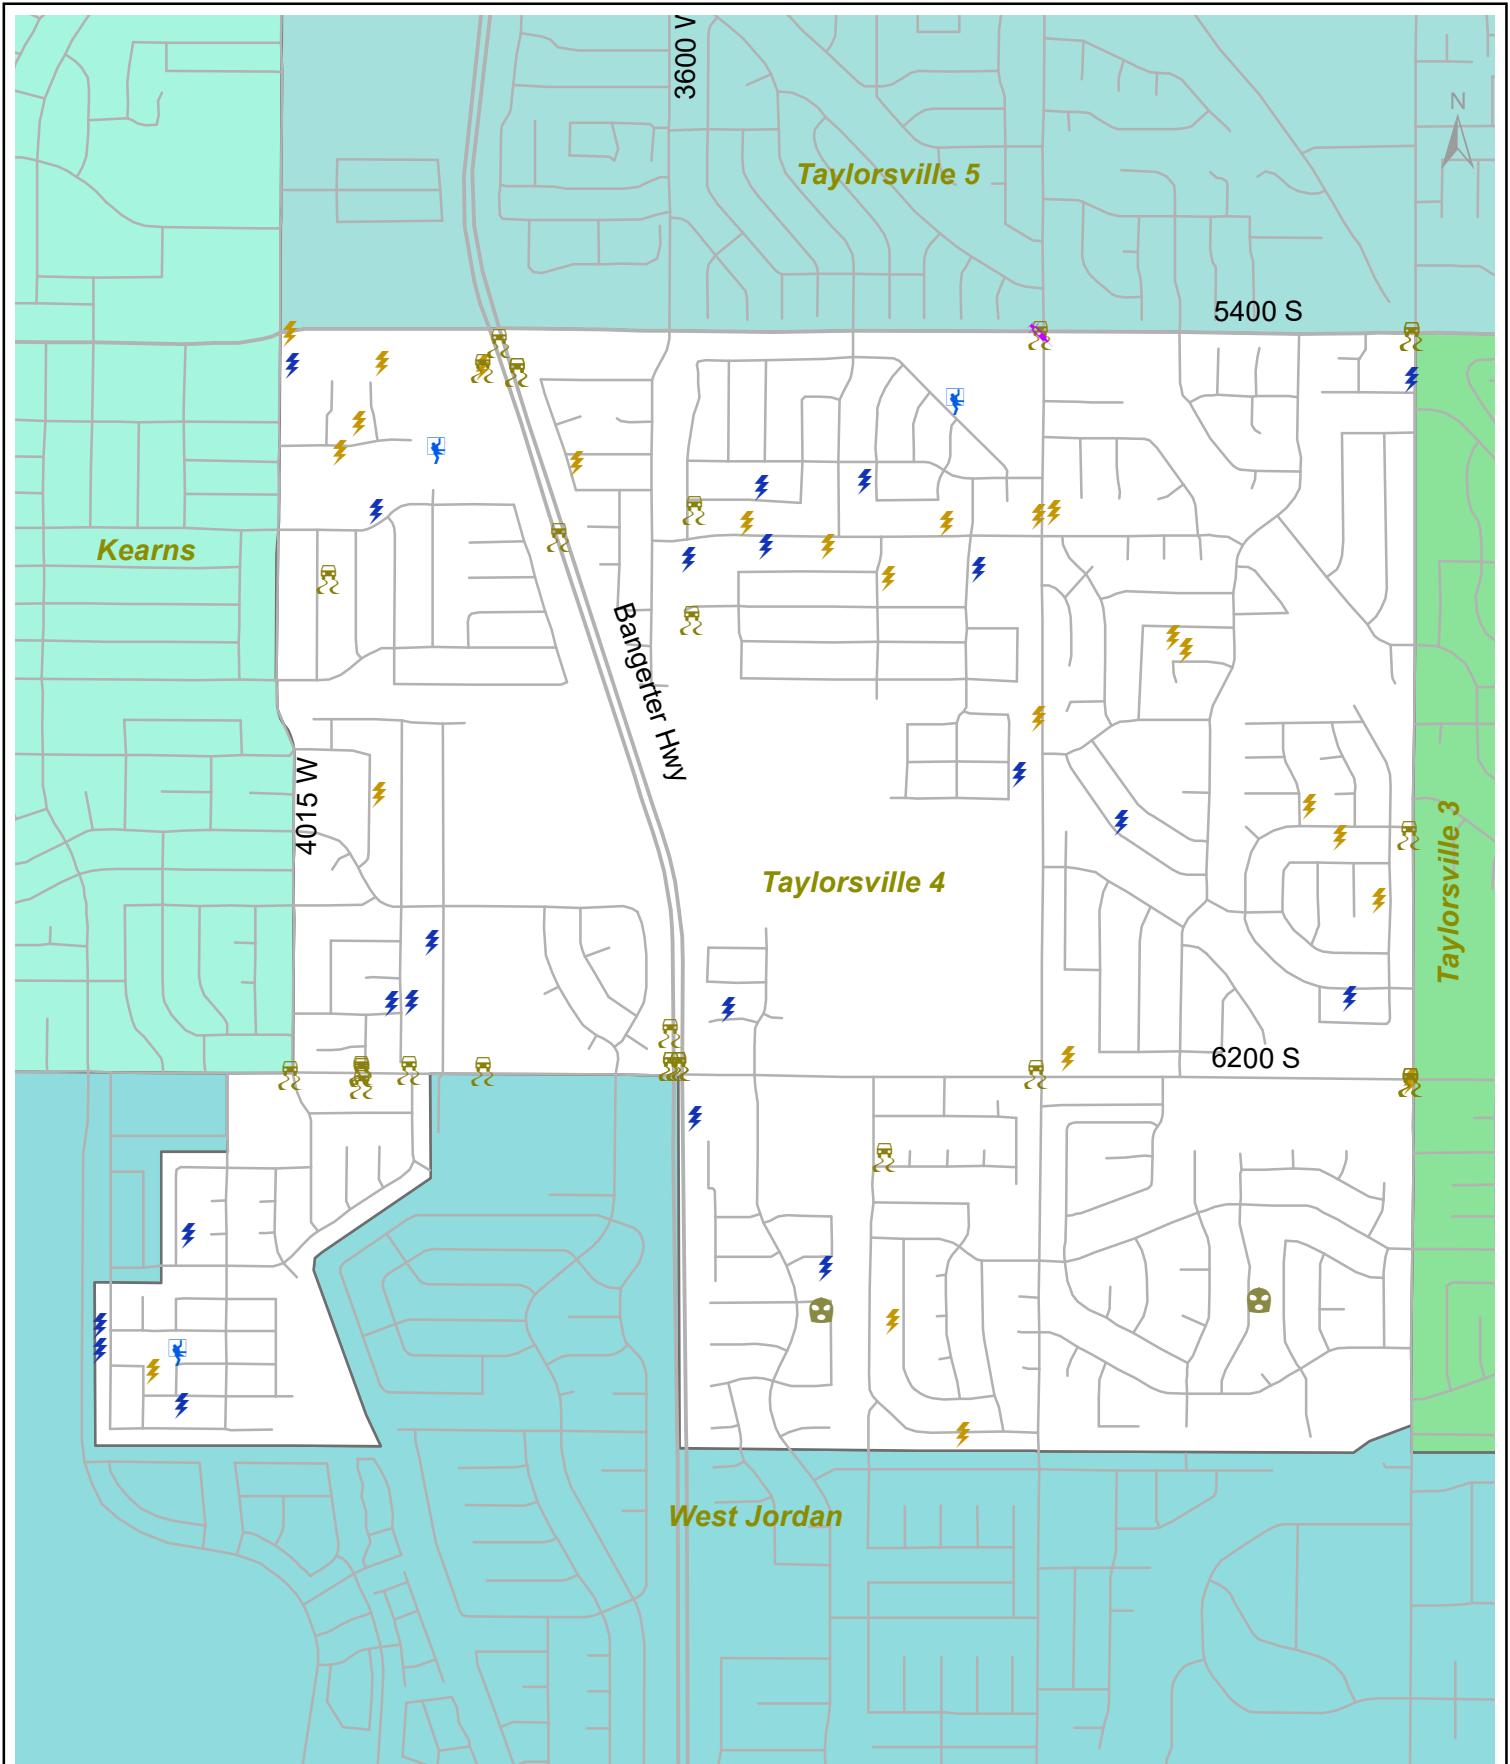 3600 W
N
Taylorsville 5
5400 S
Kearns
Bangerter Hwy
4015 W
Taylorsville 3
Taylorsville 4
6200 S
West Jordan